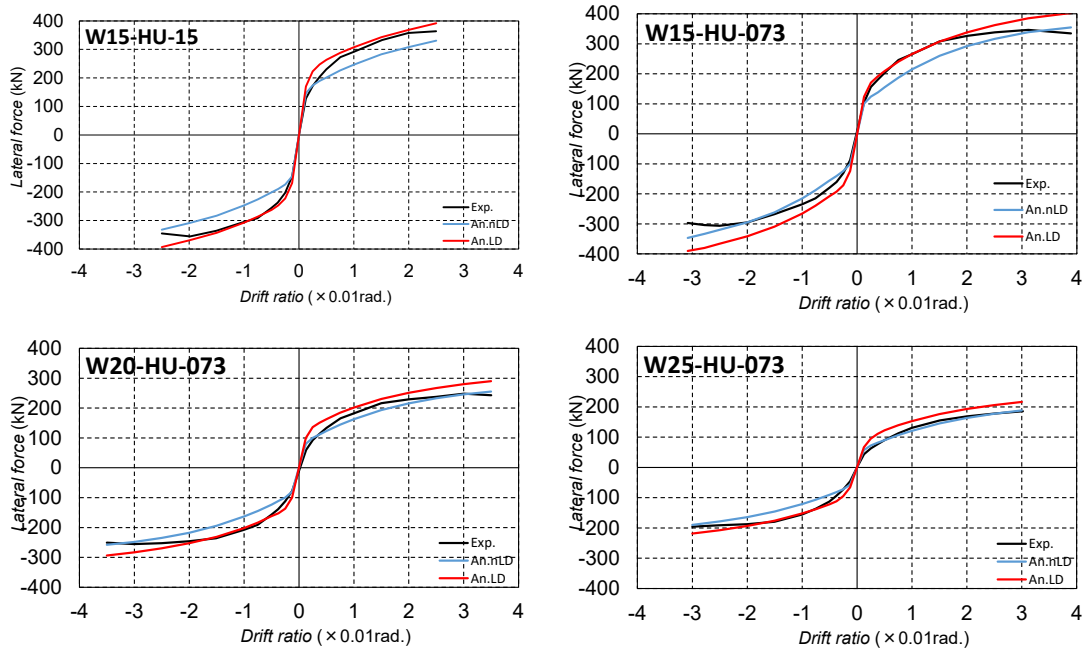 W15-HU-15
Lateral force (kN)
400
300
200
100
0
-100
-200
-300
-400
-4 -3 -2 -1 0 1 2 3 4
Drift ratio (×0.01rad.)
Exp.
An.nLD
An.LD
W15-HU-073
Lateral force (kN)
400
300
200
100
0
-100
-200
-300
-400
-4 -3 -2 -1 0 1 2 3 4
Drift ratio (×0.01rad.)
Exp.
An.nLD
An.LD
W20-HU-073
Lateral force (kN)
400
300
200
100
0
-100
-200
-300
-400
-4 -3 -2 -1 0 1 2 3 4
Drift ratio (×0.01rad.)
Exp.
An.nLD
An.LD
W25-HU-073
Lateral force (kN)
400
300
200
100
0
-100
-200
-300
-400
-4 -3 -2 -1 0 1 2 3 4
Drift ratio (×0.01rad.)
Exp.
An.nLD
An.LD